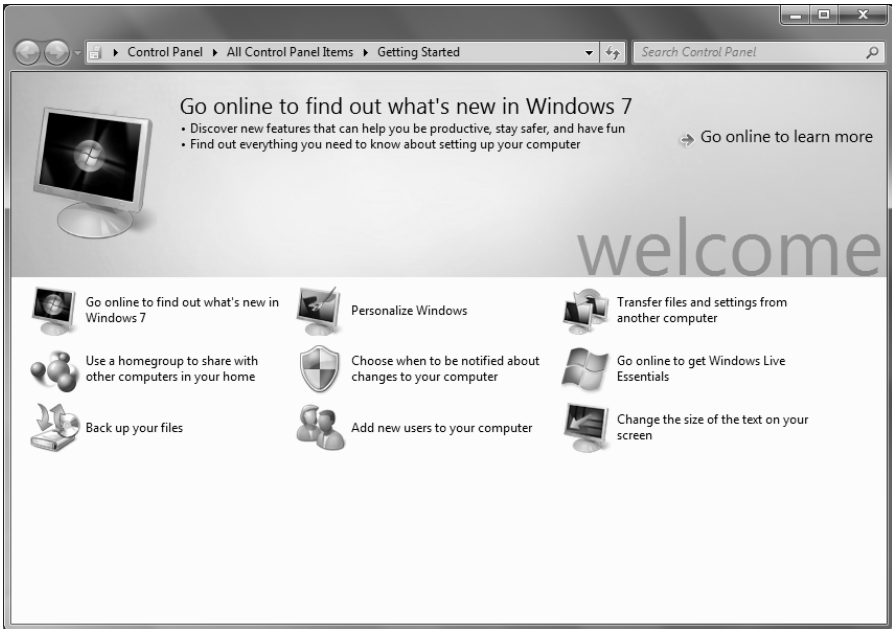 Control Panel ▸ All Control Panel Items ▸ Getting Started
Search Control Panel
Go online to find out what's new in Windows 7
• Discover new features that can help you be productive, stay safer, and have fun
• Find out everything you need to know about setting up your computer
Go online to learn more
welcome
Go online to find out what's new in
Windows 7
Personalize Windows
Transfer files and settings from
another computer
Use a homegroup to share with
other computers in your home
Choose when to be notified about
changes to your computer
Go online to get Windows Live
Essentials
Back up your files
Add new users to your computer
Change the size of the text on your
screen